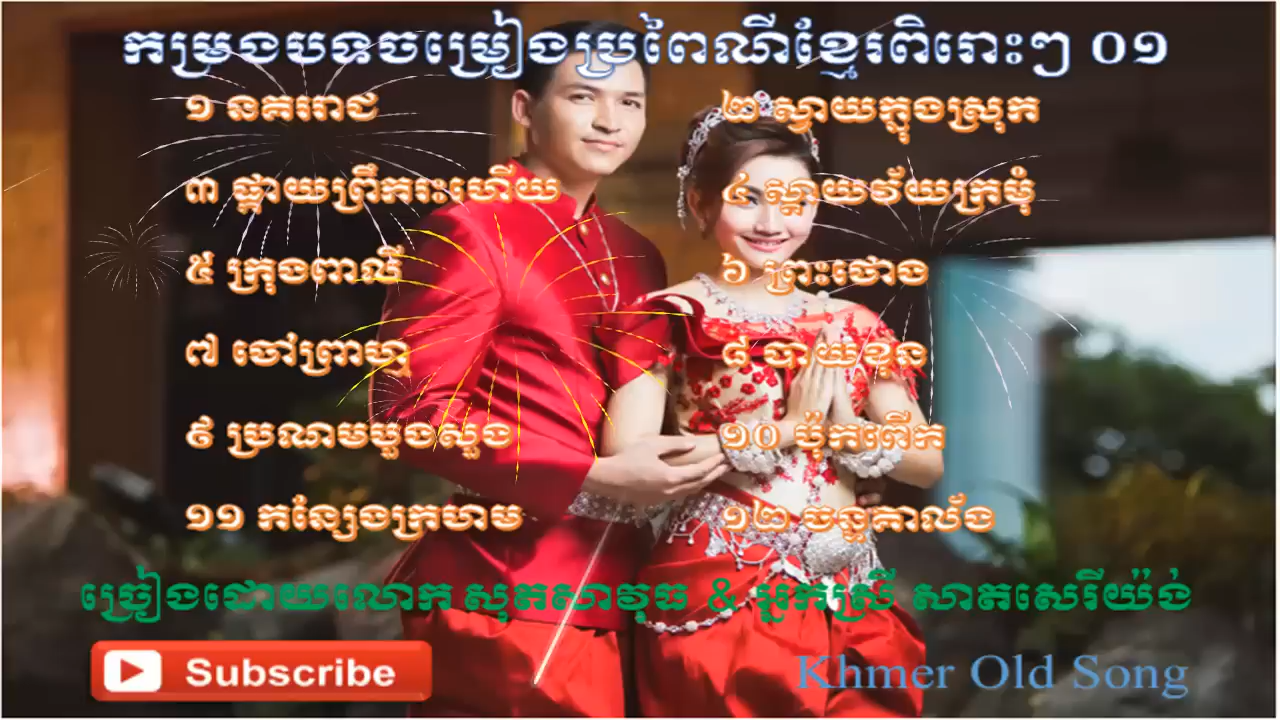 កម្រងបទចម្រៀងប្រពៃណីខ្មែរពិរោះៗ ០១
១ នគររាជ
២ ស្វាយក្នុងស្រុក
៣ ផ្កាយព្រឹករះហើយ
៤ ស្ដាយវ័យក្រមុំ
៥ ក្រុងពាលី
៦ ព្រះថោង
៧ ចៅព្រាហ្ម
៨ បាយខុន
៩ ប្រណមបួងសួង
១០ ប៉ុកពើក
១១ កន្សែងក្រហម
១២ ចន្ទគាល័ង
ច្រៀងដោយលោក សុតសាវុធ & អ្នកស្រី សាតសេរីយ៉ង់
Subscribe
Khmer Old Song